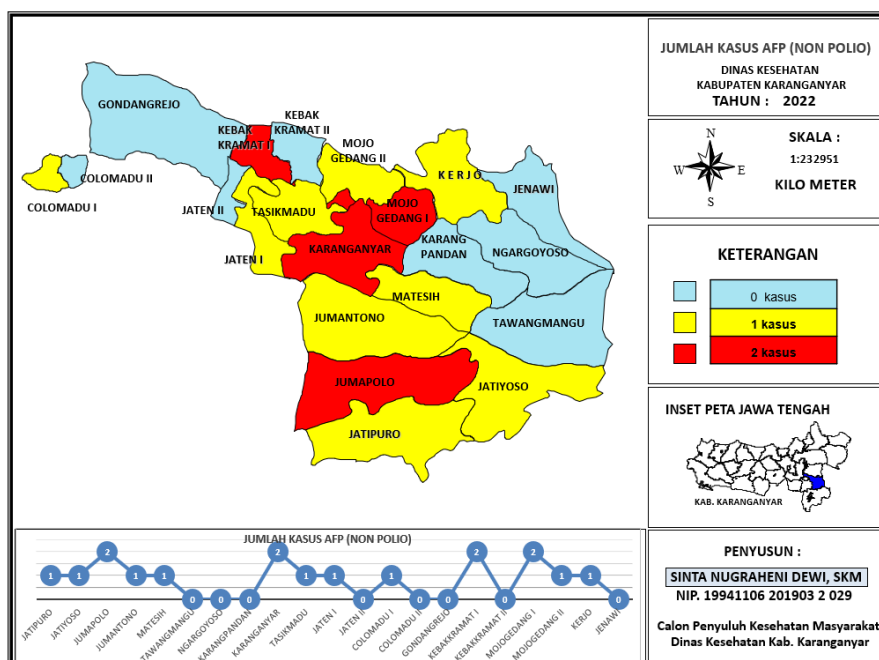 JUMLAH KASUS AFP (NON POLIO)
DINAS KESEHATAN
KABUPATEN KARANGANYAR
TAHUN : 2022
N
W E
S
SKALA :
1:232951
KILO METER
KETERANGAN
0 kasus
1 kasus
2 kasus
INSET PETA JAWA TENGAH
KAB. KARANGANYAR
PENYUSUN :
SINTA NUGRAHENI DEWI, SKM
NIP. 19941106 201903 2 029
Calon Penyuluh Kesehatan Masyarakat
Dinas Kesehatan Kab. Karanganyar
GONDANGREJO
KEBAK
KRAMAT II
KEBAK
KRAMAT I
MOJO
GEDANG II
KERJO
JENAWI
COLOMADU II
COLOMADU I
JATEN II
TASIKMADU
MOJO
GEDANG I
KARANG
PANDAN
NGARGOYOSO
JATEN I
KARANGANYAR
MATESIH
JUMANTONO
TAWANGMANGU
JUMAPOLO
JATIYOSO
JATIPURO
JUMLAH KASUS AFP (NON POLIO)
1 1 2 1 1 0 0 0 2 1 1 0 1 0 0 2 0 2 1 1 0
JATIPURO
JATIYOSO
JUMAPOLO
JUMANTONO
MATESIH
TAWANGMANGU
NGARGOYOSO
KARANGPANDAN
KARANGANYAR
TASIKMADU
JATEN I
JATEN II
COLOMADU I
COLOMADU II
GONDANGREJO
KEBAKKRAMAT I
KEBAKKRAMAT II
MOJOGEDANG I
MOJOGEDANG II
KERJO
JENAWI